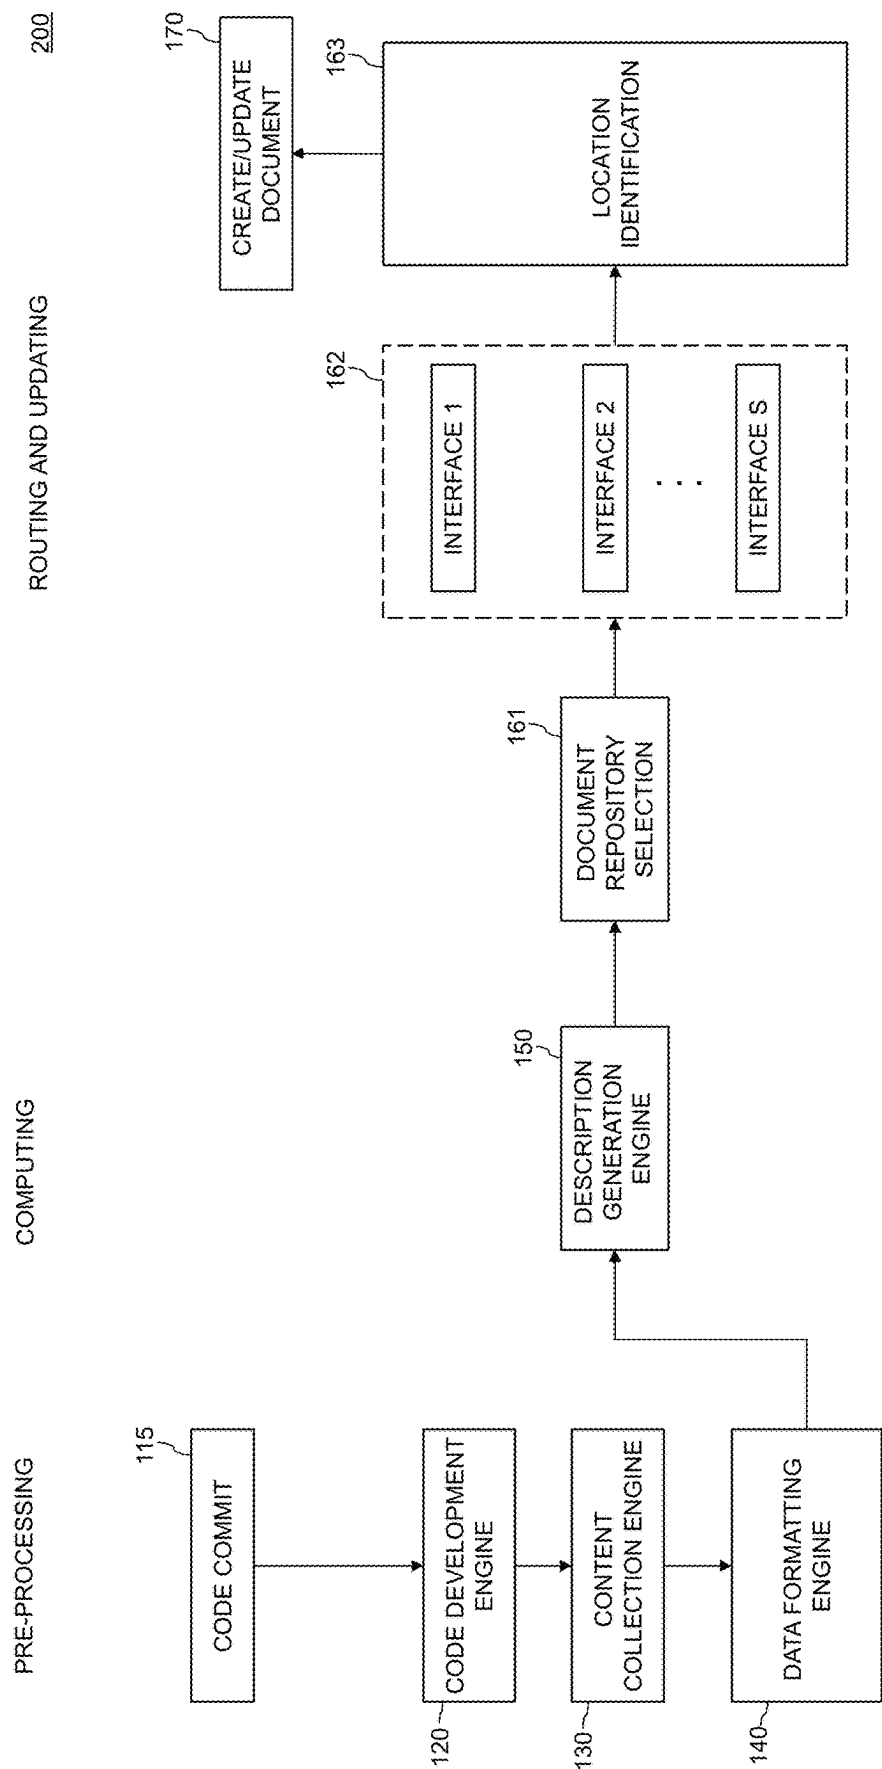 200
PRE-PROCESSING
COMPUTING
ROUTING AND UPDATING
115
CODE COMMIT
120
CODE DEVELOPMENT
ENGINE
130
CONTENT
COLLECTION ENGINE
140
DATA FORMATTING
ENGINE
150
DESCRIPTION
GENERATION
ENGINE
161
DOCUMENT
REPOSITORY
SELECTION
162
INTERFACE 1
INTERFACE 2
. . .
INTERFACE S
163
LOCATION
IDENTIFICATION
170
CREATE/UPDATE
DOCUMENT